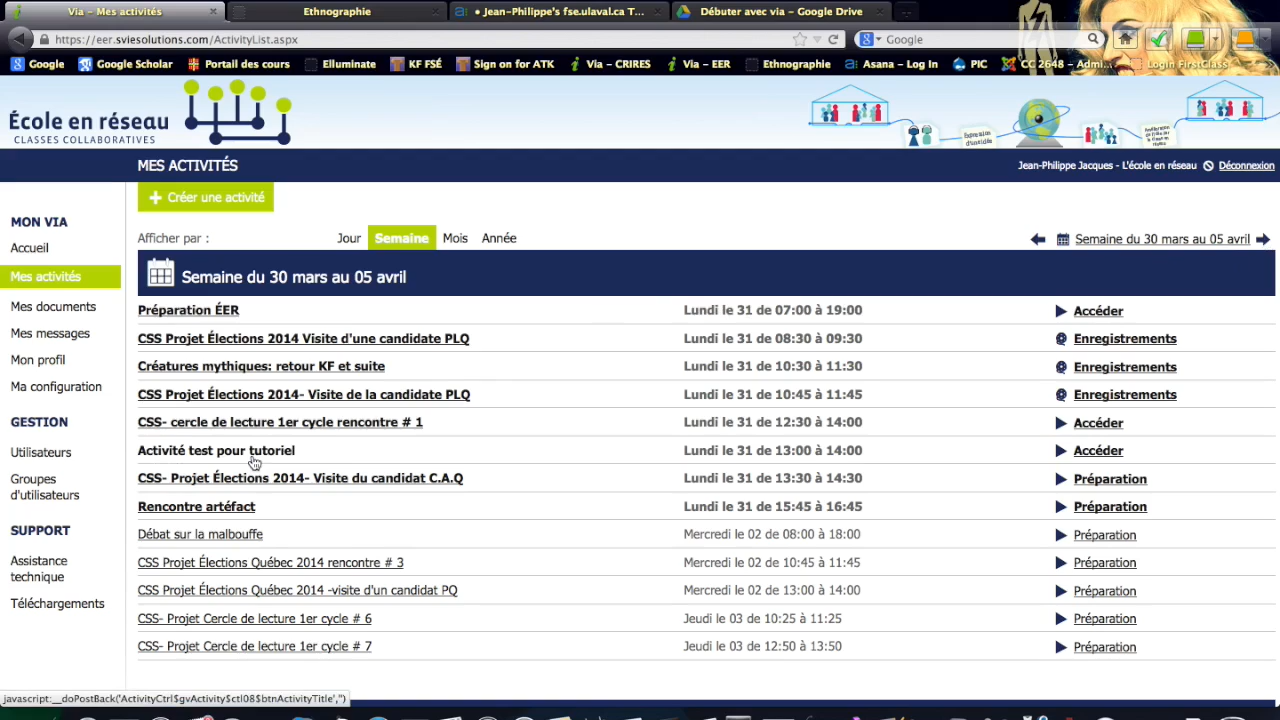 Via – Mes activités
Ethnographie
• Jean-Philippe's fse.ulaval.ca T...
Débuter avec via – Google Drive
https://eer.sviesolutions.com/ActivityList.aspx
Google
Google
Google Scholar
Portail des cours
Elluminate
KF FSÉ
Sign on for ATK
Via – CRIRES
Via – EER
Ethnographie
Asana – Log In
PIC
CC 2648 – Admi...
Login FirstClass
École en réseau
CLASSES COLLABORATIVES
MES ACTIVITÉS
Jean-Philippe Jacques - L'école en réseau
Déconnexion
+ Créer une activité
MON VIA
Accueil
Mes activités
Mes documents
Mes messages
Mon profil
Ma configuration
GESTION
Utilisateurs
Groupes
d'utilisateurs
SUPPORT
Assistance
technique
Téléchargements
Afficher par : Jour Semaine Mois Année
Semaine du 30 mars au 05 avril
Semaine du 30 mars au 05 avril
Préparation ÉER Lundi le 31 de 07:00 à 19:00 Accéder
CSS Projet Élections 2014 Visite d'une candidate PLQ Lundi le 31 de 08:30 à 09:30 Enregistrements
Créatures mythiques: retour KF et suite Lundi le 31 de 10:30 à 11:30 Enregistrements
CSS Projet Élections 2014- Visite de la candidate PLQ Lundi le 31 de 10:45 à 11:45 Enregistrements
CSS- cercle de lecture 1er cycle rencontre # 1 Lundi le 31 de 12:30 à 14:00 Accéder
Activité test pour tutoriel Lundi le 31 de 13:00 à 14:00 Accéder
CSS- Projet Élections 2014- Visite du candidat C.A.Q Lundi le 31 de 13:30 à 14:30 Préparation
Rencontre artéfact Lundi le 31 de 15:45 à 16:45 Préparation
Débat sur la malbouffe Mercredi le 02 de 08:00 à 18:00 Préparation
CSS Projet Élections Québec 2014 rencontre # 3 Mercredi le 02 de 10:45 à 11:45 Préparation
CSS Projet Élections Québec 2014 -visite d'un candidat PQ Mercredi le 02 de 13:00 à 14:00 Préparation
CSS- Projet Cercle de lecture 1er cycle # 6 Jeudi le 03 de 10:25 à 11:25 Préparation
CSS- Projet Cercle de lecture 1er cycle # 7 Jeudi le 03 de 12:50 à 13:50 Préparation
javascript:__doPostBack('ActivityCtrl$gvActivity$ctl08$btnActivityTitle','')